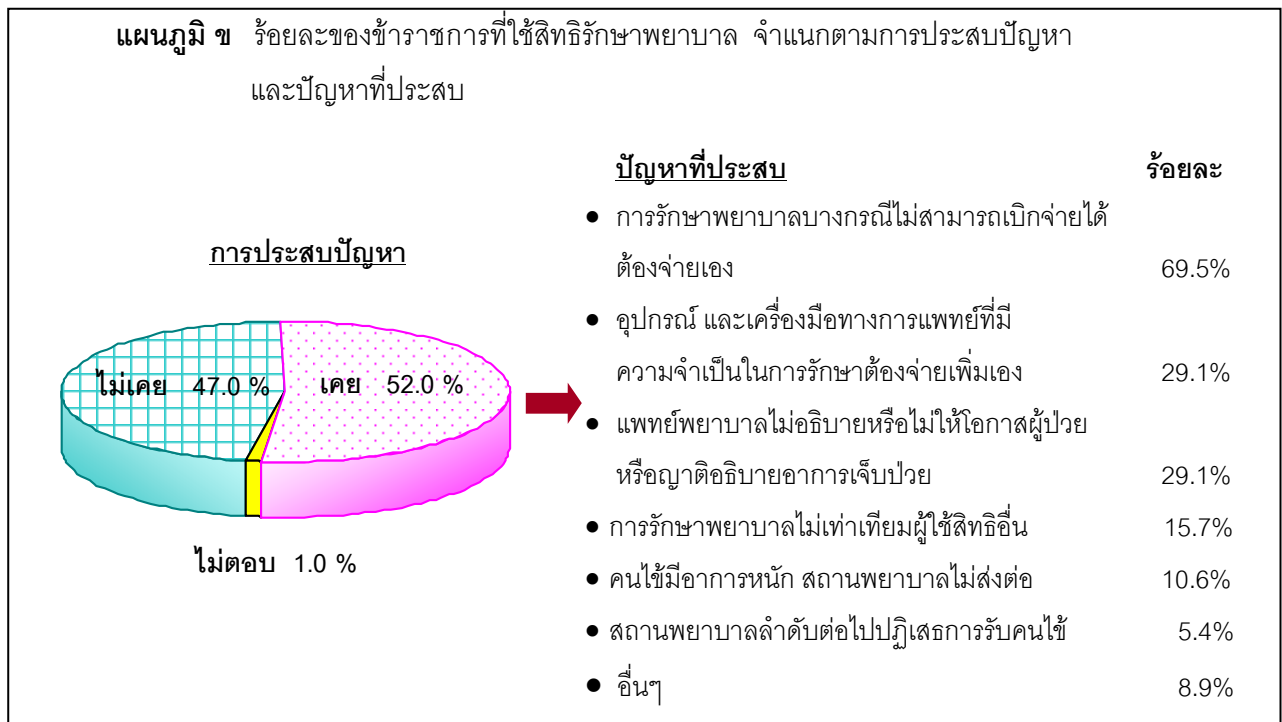 แผนภูมิ ข ร้อยละของข้าราชการที่ใช้สิทธิรักษาพยาบาล จำแนกตามการประสบปัญหา
และปัญหาที่ประสบ
การประสบปัญหา
ไม่เคย 47.0 %
เคย 52.0 %
ไม่ตอบ 1.0 %
ปัญหาที่ประสบ ร้อยละ
• การรักษาพยาบาลบางกรณีไม่สามารถเบิกจ่ายได้
ต้องจ่ายเอง 69.5%
• อุปกรณ์ และเครื่องมือทางการแพทย์ที่มี
ความจำเป็นในการรักษาต้องจ่ายเพิ่มเอง 29.1%
• แพทย์พยาบาลไม่อธิบายหรือไม่ให้โอกาสผู้ป่วย
หรือญาติอธิบายอาการเจ็บป่วย 29.1%
• การรักษาพยาบาลไม่เท่าเทียมผู้ใช้สิทธิอื่น 15.7%
• คนไข้มีอาการหนัก สถานพยาบาลไม่ส่งต่อ 10.6%
• สถานพยาบาลลำดับต่อไปปฏิเสธการรับคนไข้ 5.4%
• อื่นๆ 8.9%